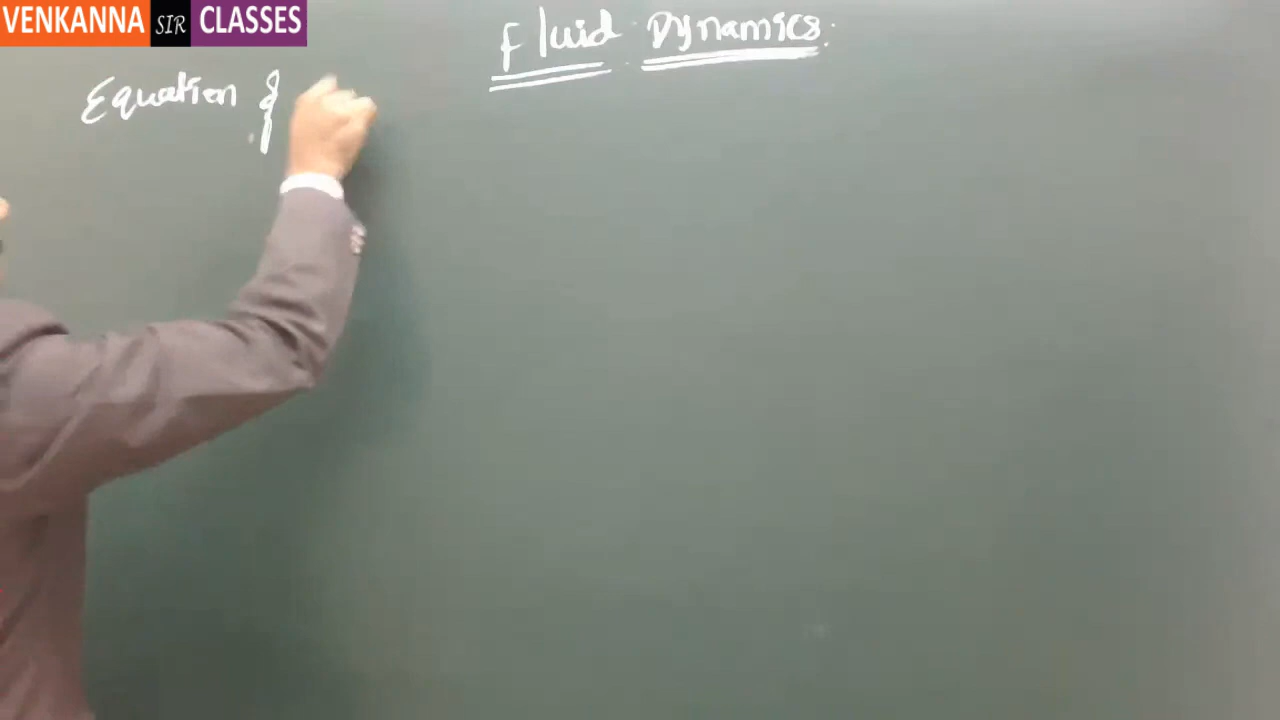 VENKANNA SIR CLASSES
Fluid Dynamics:
Equation of